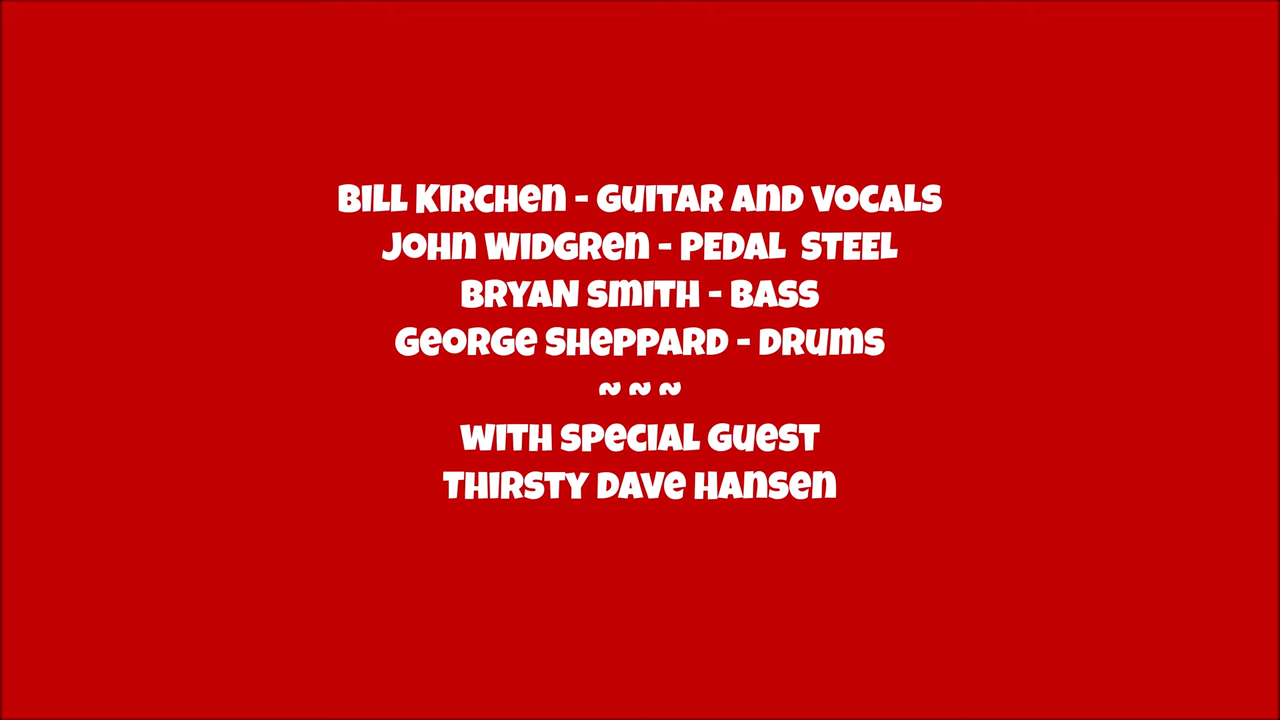 Bill Kirchen - Guitar and Vocals
John Widgren - Pedal Steel
Bryan Smith - Bass
George Sheppard - Drums
~ ~ ~
With Special Guest
Thirsty Dave Hansen